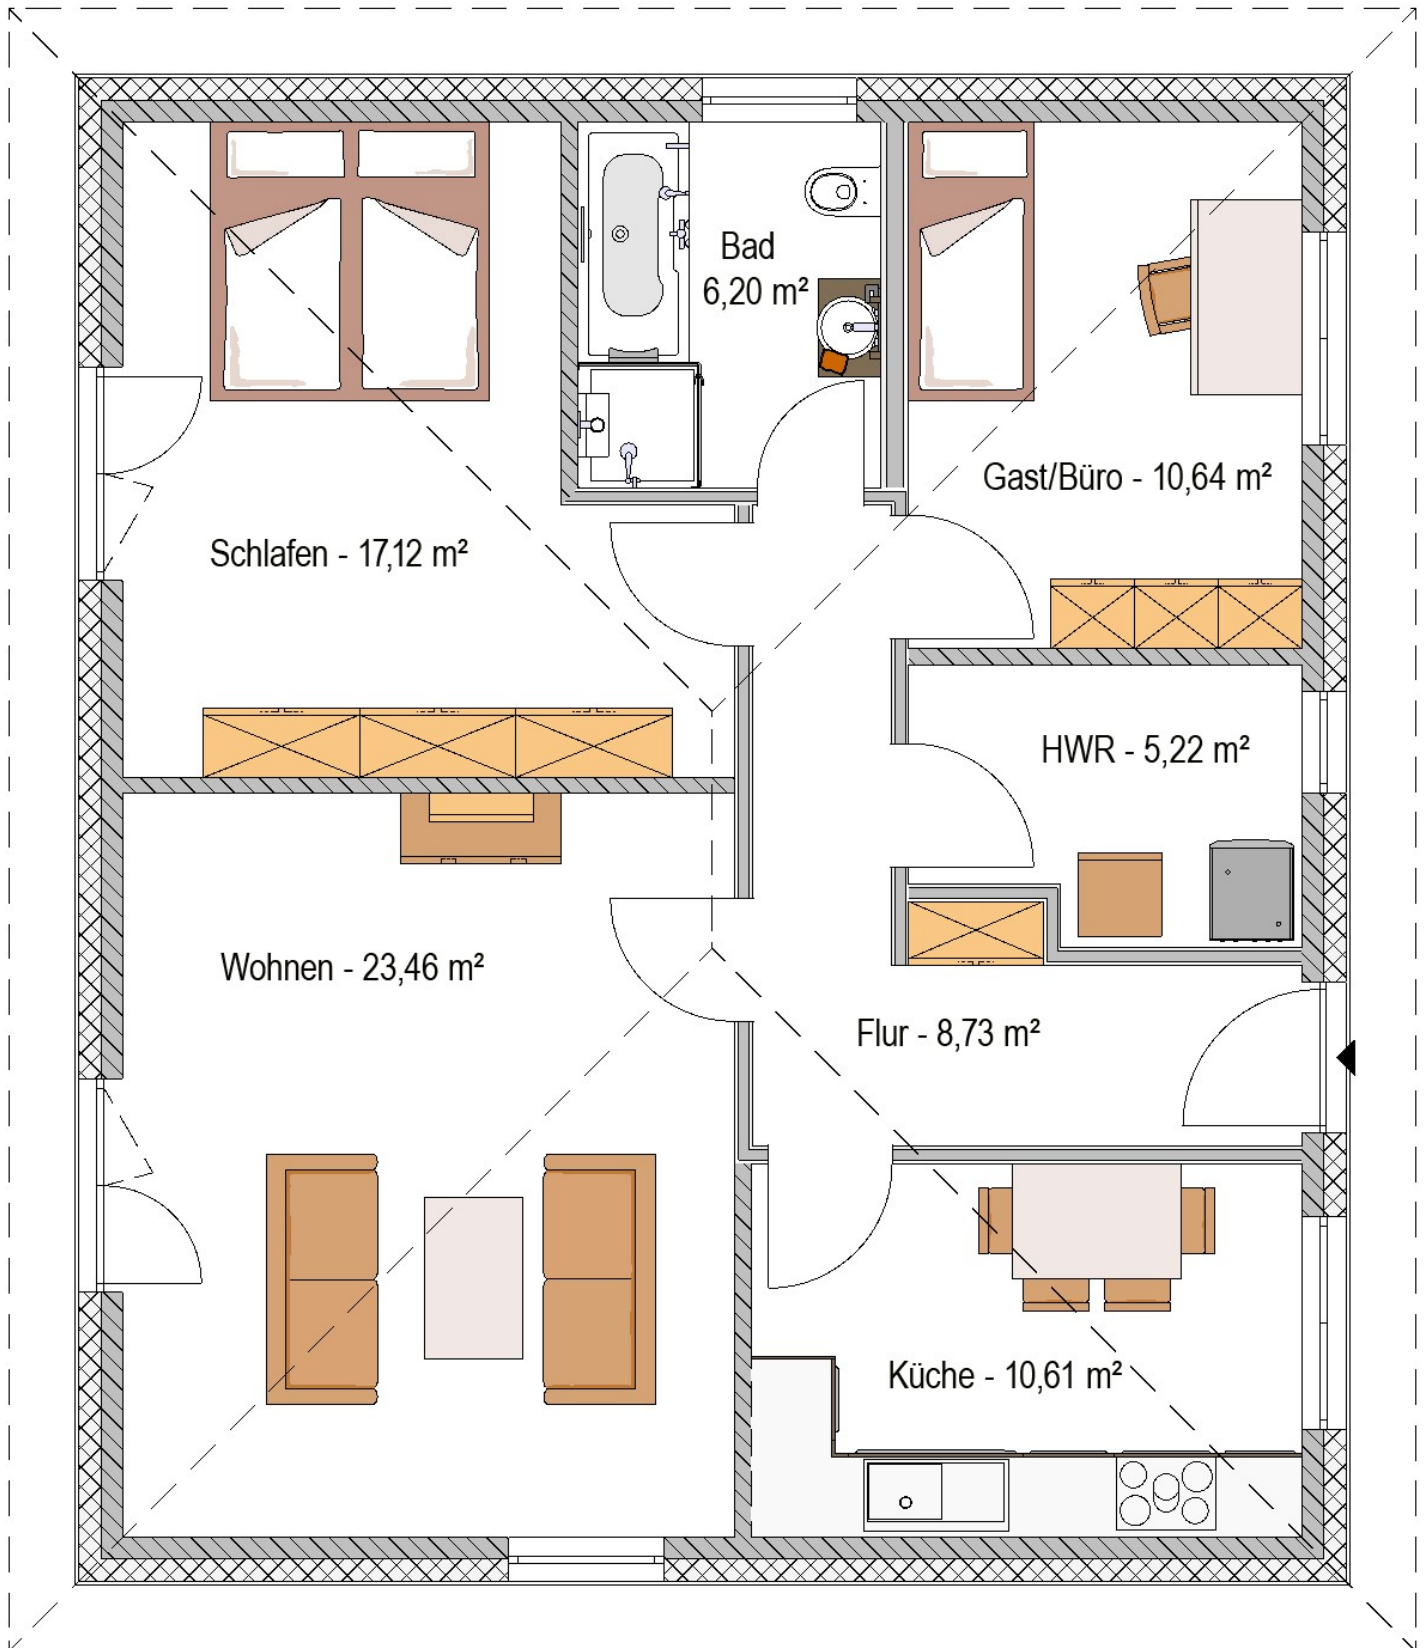 Bad
6,20 m²
Gast/Büro - 10,64 m²
Schlafen - 17,12 m²
HWR - 5,22 m²
Wohnen - 23,46 m²
Flur - 8,73 m²
Küche - 10,61 m²